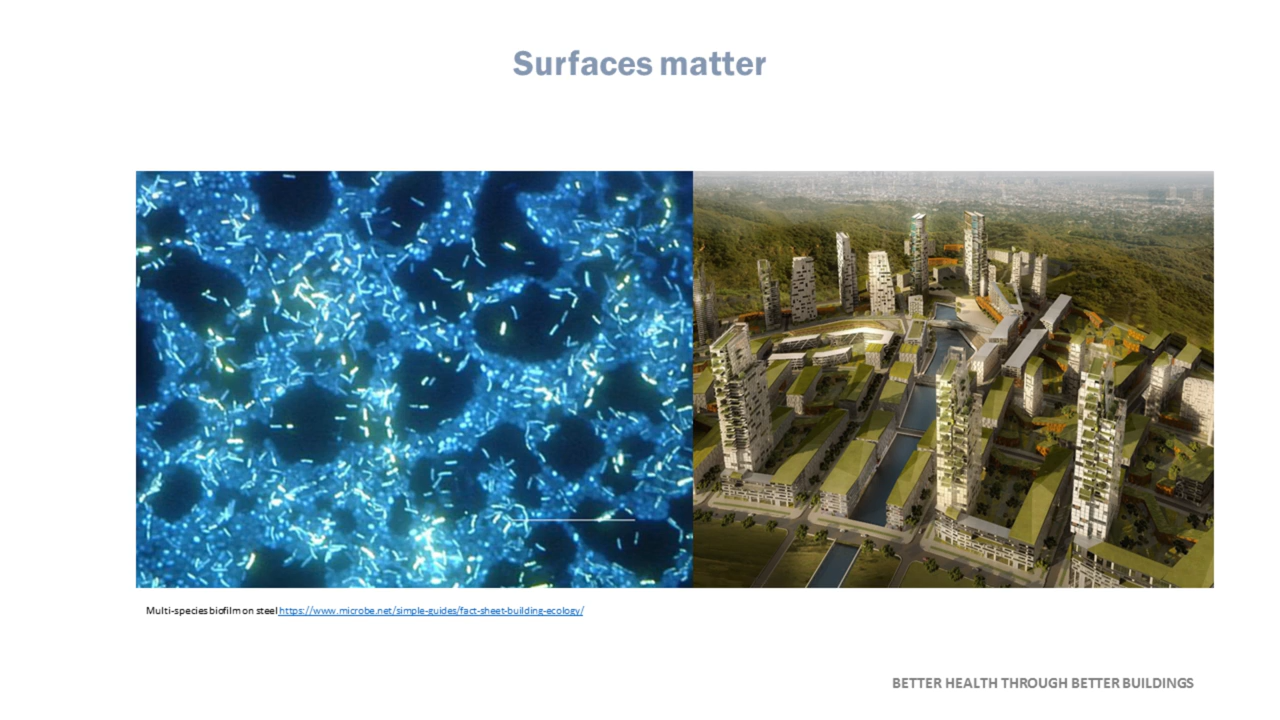 Surfaces matter
Multi-species biofilm on steel https://www.microbe.net/simple-guides/fact-sheet-building-ecology/
BETTER HEALTH THROUGH BETTER BUILDINGS